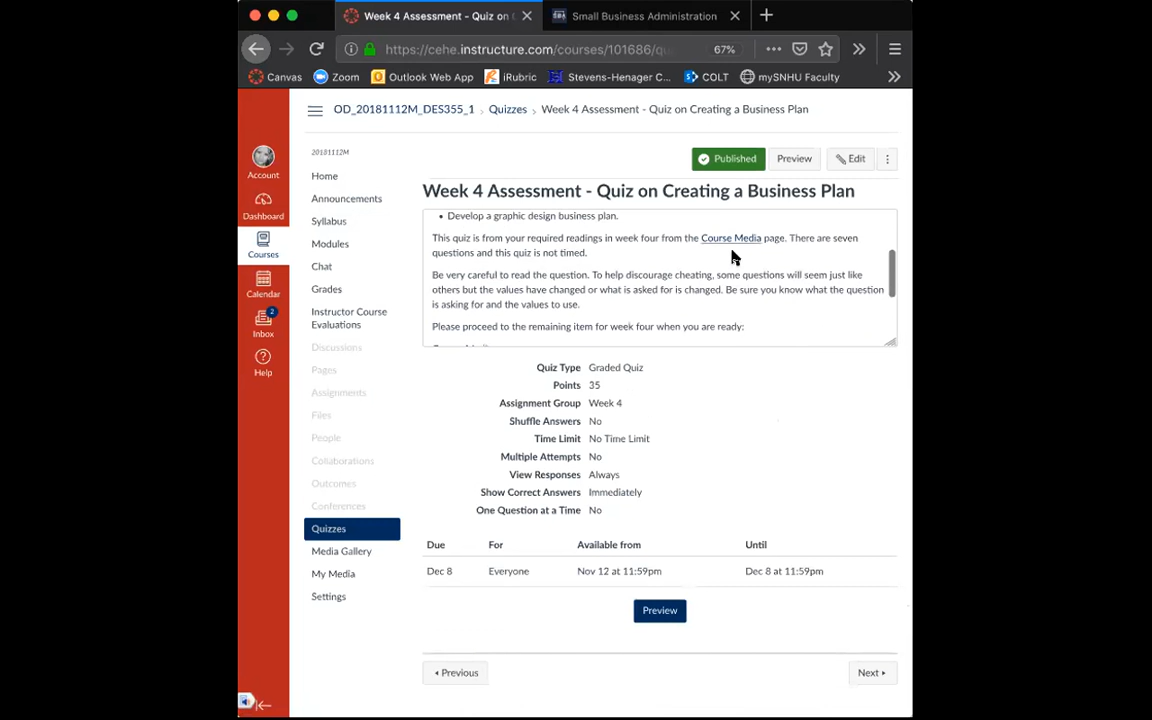 Week 4 Assessment - Quiz on C
Small Business Administration
https://cehe.instructure.com/courses/101686/qu
67%
Canvas
Zoom
Outlook Web App
iRubric
Stevens-Henager C...
COLT
mySNHU Faculty
OD_20181112M_DES355_1 › Quizzes › Week 4 Assessment - Quiz on Creating a Business Plan
Account
Dashboard
Courses
Calendar
2
Inbox
Help
20181112M
Home
Announcements
Syllabus
Modules
Chat
Grades
Instructor Course
Evaluations
Discussions
Pages
Assignments
Files
People
Collaborations
Outcomes
Conferences
Quizzes
Media Gallery
My Media
Settings
Published
Preview
Edit
Week 4 Assessment - Quiz on Creating a Business Plan
• Develop a graphic design business plan.
This quiz is from your required readings in week four from the Course Media page. There are seven
questions and this quiz is not timed.
Be very careful to read the question. To help discourage cheating, some questions will seem just like
others but the values have changed or what is asked for is changed. Be sure you know what the question
is asking for and the values to use.
Please proceed to the remaining item for week four when you are ready:
Quiz Type Graded Quiz
Points 35
Assignment Group Week 4
Shuffle Answers No
Time Limit No Time Limit
Multiple Attempts No
View Responses Always
Show Correct Answers Immediately
One Question at a Time No
Due For Available from Until
Dec 8 Everyone Nov 12 at 11:59pm Dec 8 at 11:59pm
Preview
Previous
Next